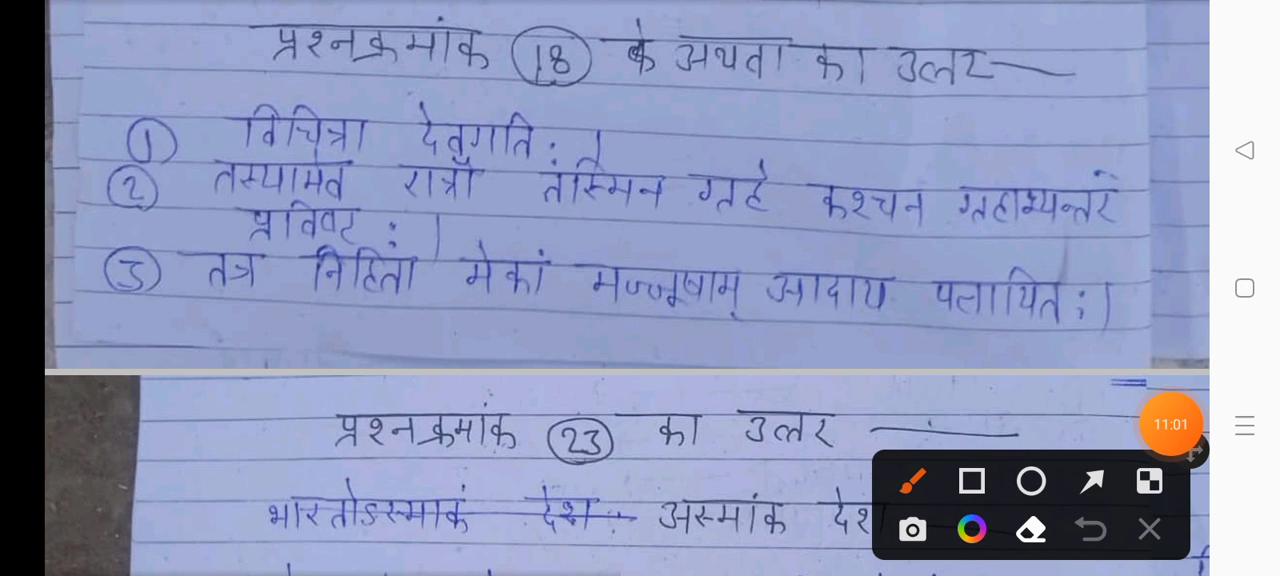 प्रश्नक्रमांक 18 के अथवा का उत्तर
① विचित्रा दैवगतिः।
② तस्यामेव रात्रौ तस्मिन गृहे कश्चन गृहाभ्यन्तरं
प्रविष्टः।
③ तत्र निहितां मेकां मञ्जूषाम् आदाय पलायितः।
प्रश्नक्रमांक 23 का उत्तर
11:01
भारतोऽस्माकं देश अस्मांक देश